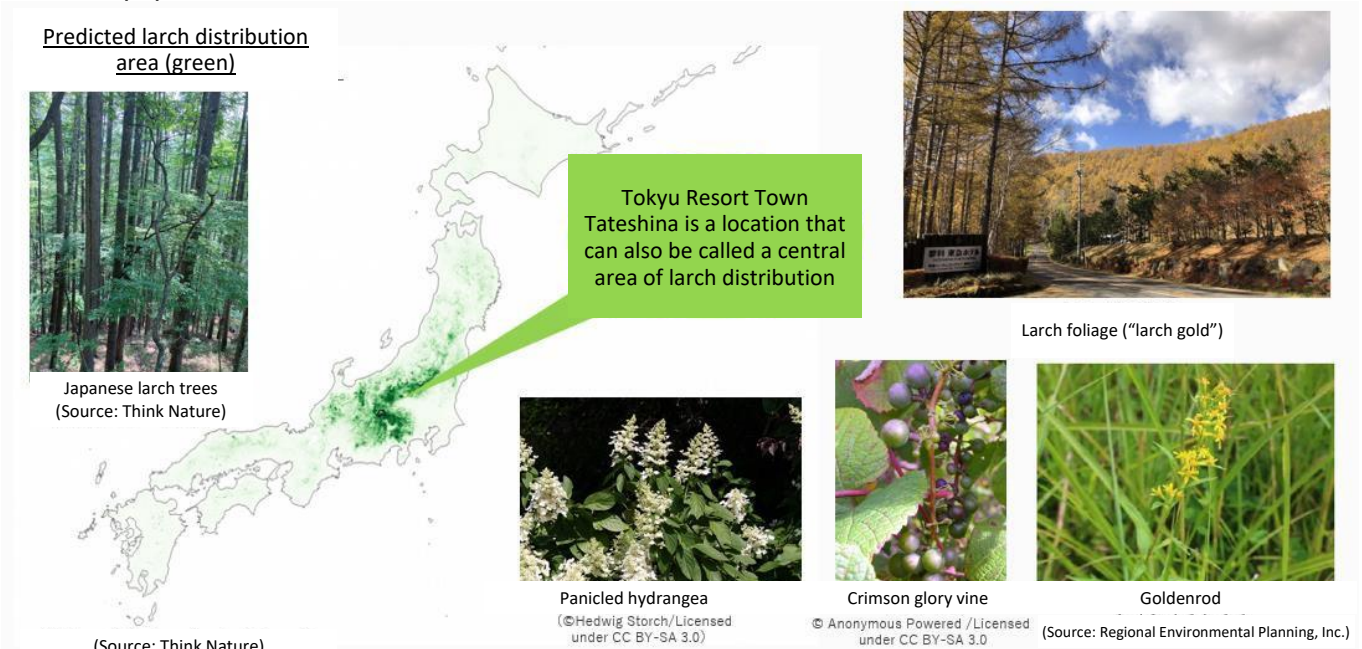 Predicted larch distribution
area (green)
Japanese larch trees
(Source: Think Nature)
Tokyu Resort Town
Tateshina is a location that
can also be called a central
area of larch distribution
Larch foliage (“larch gold”)
Panicled hydrangea
(©Hedwig Storch/Licensed
under CC BY-SA 3.0)
Crimson glory vine
© Anonymous Powered /Licensed
under CC BY-SA 3.0
Goldenrod
(Source: Regional Environmental Planning, Inc.)
(Source: Think Nature)